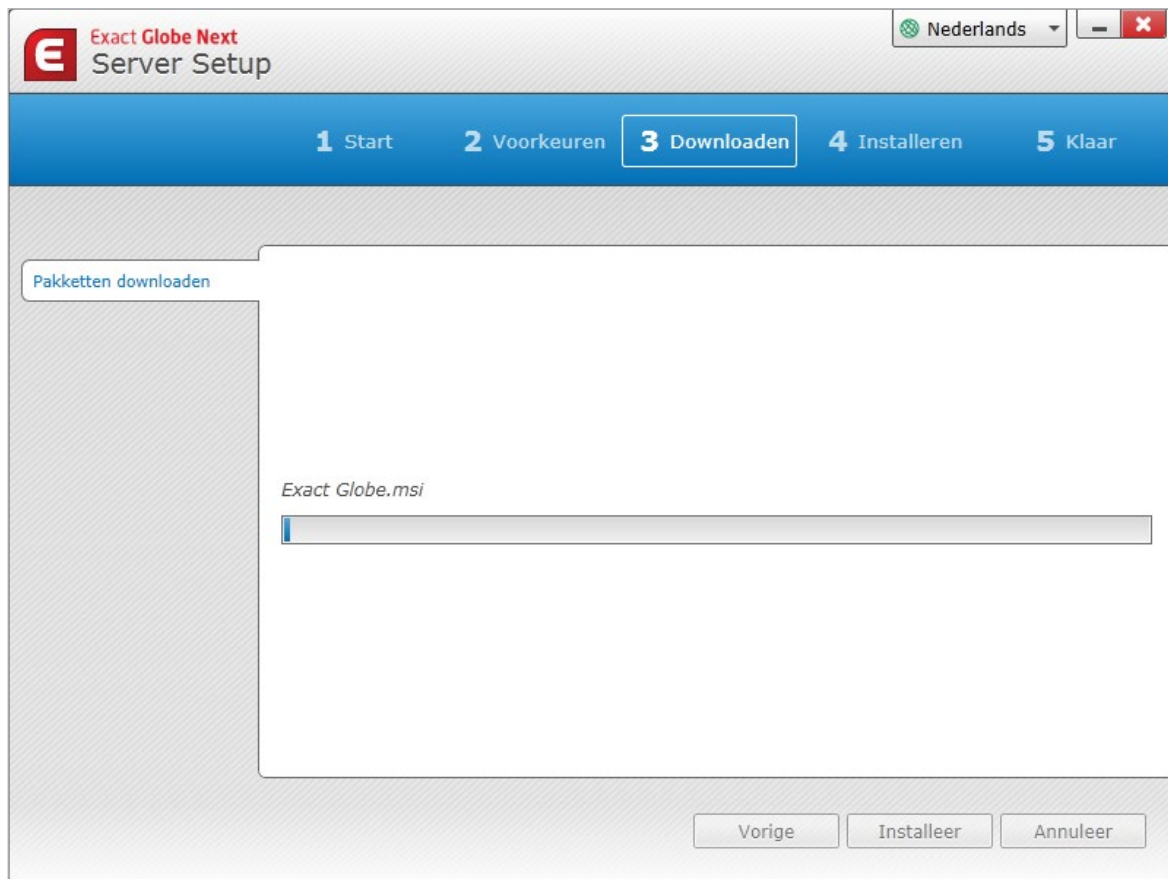 Exact Globe Next
Server Setup
Nederlands
1 Start
2 Voorkeuren
3 Downloaden
4 Installeren
5 Klaar
Pakketten downloaden
Exact Globe.msi
Vorige
Installeer
Annuleer